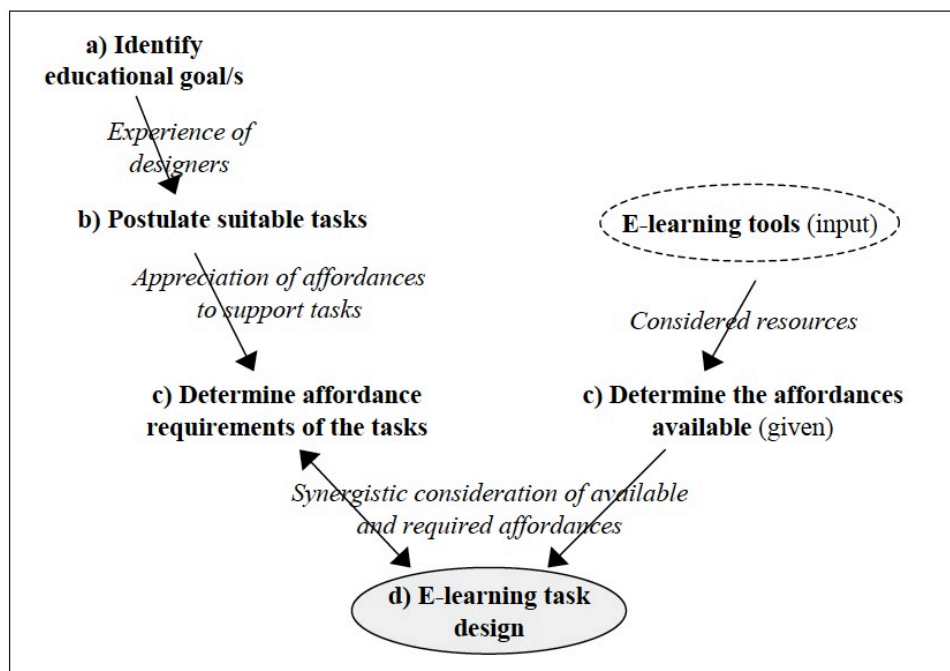 a) Identify
educational goal/s
Experience of
designers
b) Postulate suitable tasks
E-learning tools (input)
Appreciation of affordances
to support tasks
Considered resources
c) Determine affordance
requirements of the tasks
c) Determine the affordances
available (given)
Synergistic consideration of available
and required affordances
d) E-learning task
design